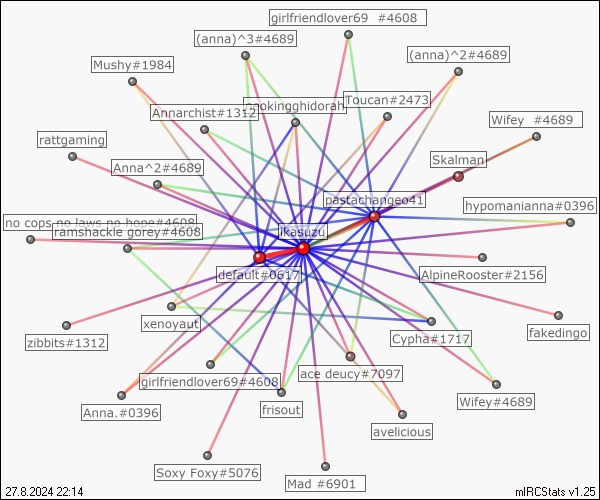 girlfriendlover69 #4608
(anna)^3#4689
(anna)^2#4689
Mushy#1984
Toucan#2473
Annarchist#1312
Wifey #4689
rattgaming
Skalman
Anna^2#4689
pastachangeo41
hypomanianna#0396
no cops no laws no hope#4608
ramshackle gorey#4608
ikasuzu
default#0617
AlpineRooster#2156
xenoyaut
fakedingo
zibbits#1312
Cypha#1717
girlfriendlover69#4608
ace deucy#7097
Anna.#0396
frisout
Wifey#4689
avelicious
Soxy Foxy#5076
Mad #6901
27.8.2024 22:14
mIRCStats v1.25